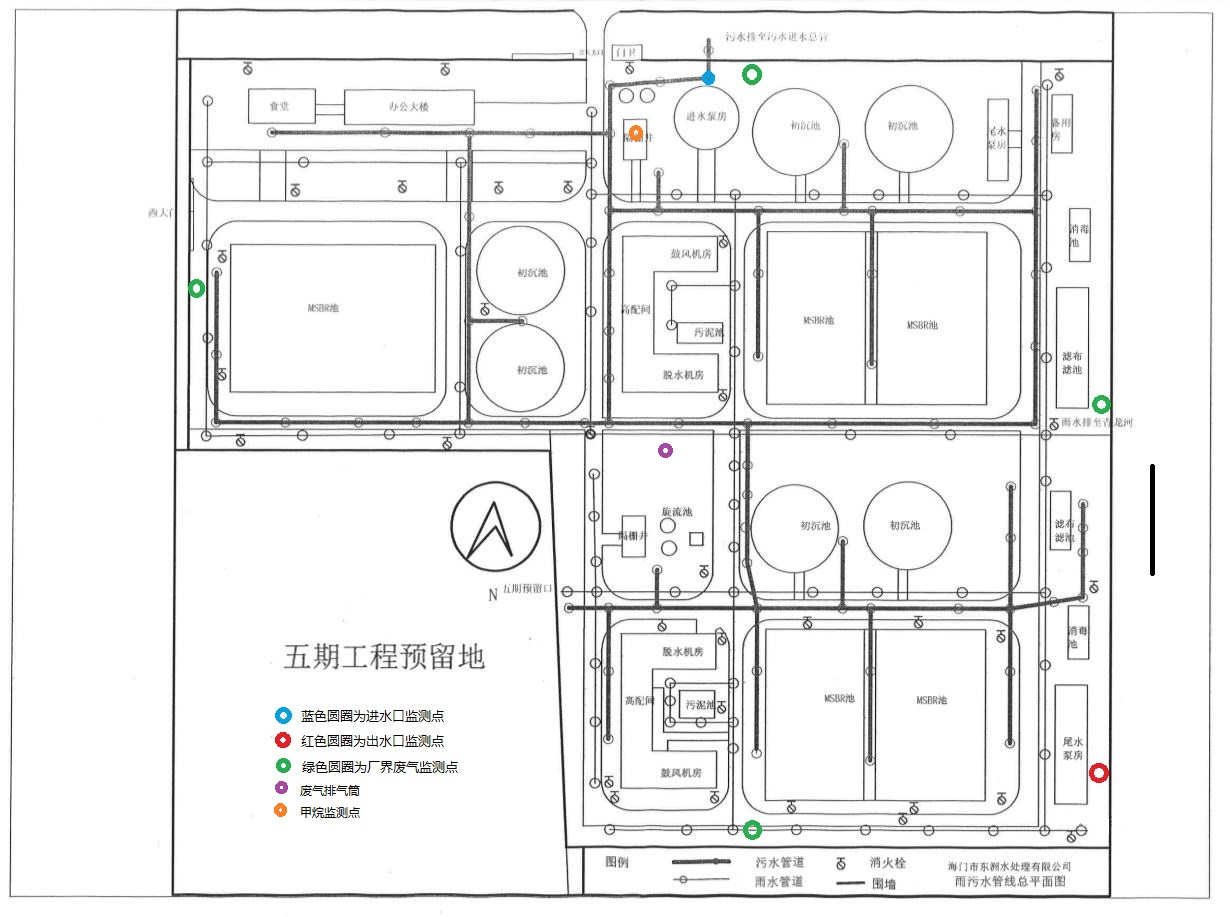 污水排至污水进水总管
门卫
食堂
办公大楼
进水泵房
初沉池
初沉池
尾水
泵房
备用
房
西大门
消毒
池
鼓风机房
初沉池
MSBR池
高配间
MSBR池
MSBR池
污泥池
滤布
滤池
初沉池
脱水机房
雨水排至青龙河
旋流池
隔栅井
初沉池
初沉池
滤布
滤池
N
五期预留口
消毒
池
脱水机房
五期工程预留地
高配间
污泥池
MSBR池
MSBR池
蓝色圆圈为进水口监测点
红色圆圈为出水口监测点
尾水
泵房
绿色圆圈为厂界废气监测点
鼓风机房
废气排气筒
甲烷监测点
图例
污水管道
消火栓
海门市东洲水处理有限公司
雨水管道
围墙
雨污水管线总平面图